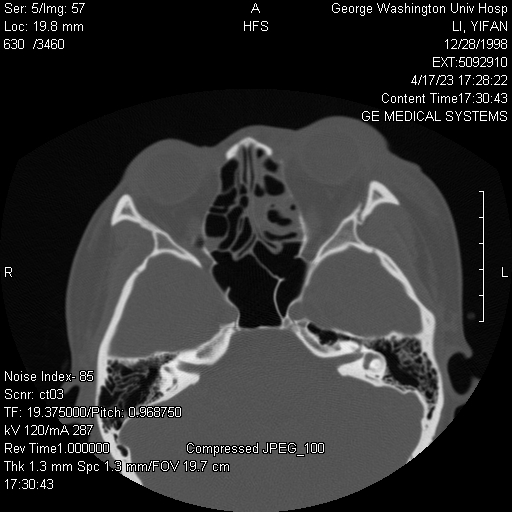 Ser: 5/Img: 57
Loc: 19.8 mm
630 /3460
A
HFS
George Washington Univ Hosp
LI, YIFAN
12/28/1998
EXT:5092910
4/17/23 17:28:22
Content Time17:30:43
GE MEDICAL SYSTEMS
R
L
Noise Index- 85
Scnr: ct03
TF: 19.375000/Pitch: 0.968750
kV 120/mA 287
Rev Time1.000000
Compressed JPEG_100
Thk 1.3 mm Spc 1.3 mm/FOV 19.7 cm
17:30:43